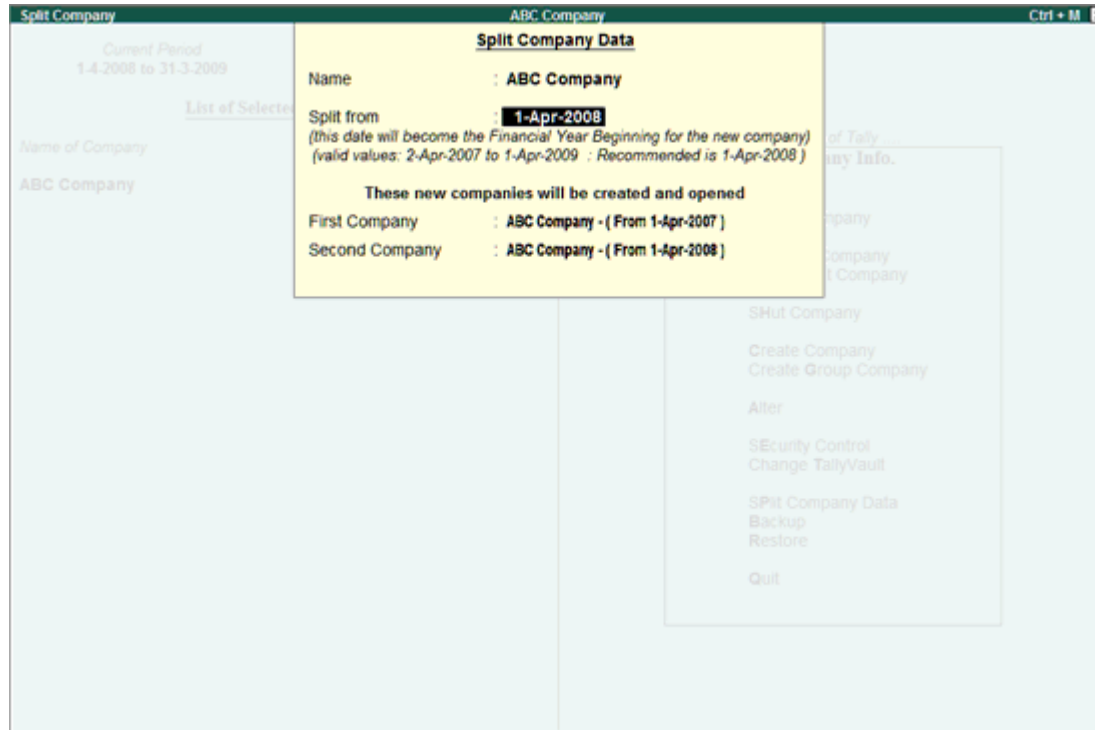 Split Company ABC Company Ctrl + M
Current Period
1-4-2008 to 31-3-2009
List of Selected
Name of Company
ABC Company
Split Company Data
Name : ABC Company
Split from : 1-Apr-2008
(this date will become the Financial Year Beginning for the new company)
(valid values: 2-Apr-2007 to 1-Apr-2009 : Recommended is 1-Apr-2008 )
These new companies will be created and opened
First Company : ABC Company - ( From 1-Apr-2007 )
Second Company : ABC Company - ( From 1-Apr-2008 )
of Tally ....
Info.
Company
SHut Company
Create Company
Create Group Company
Alter
SEcurity Control
Change TallyVault
SPlit Company Data
Backup
Restore
Quit